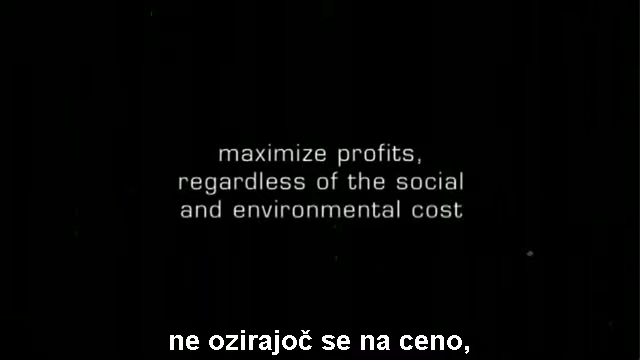 maximize profits,
regardless of the social
and environmental cost
ne ozirajoč se na ceno,